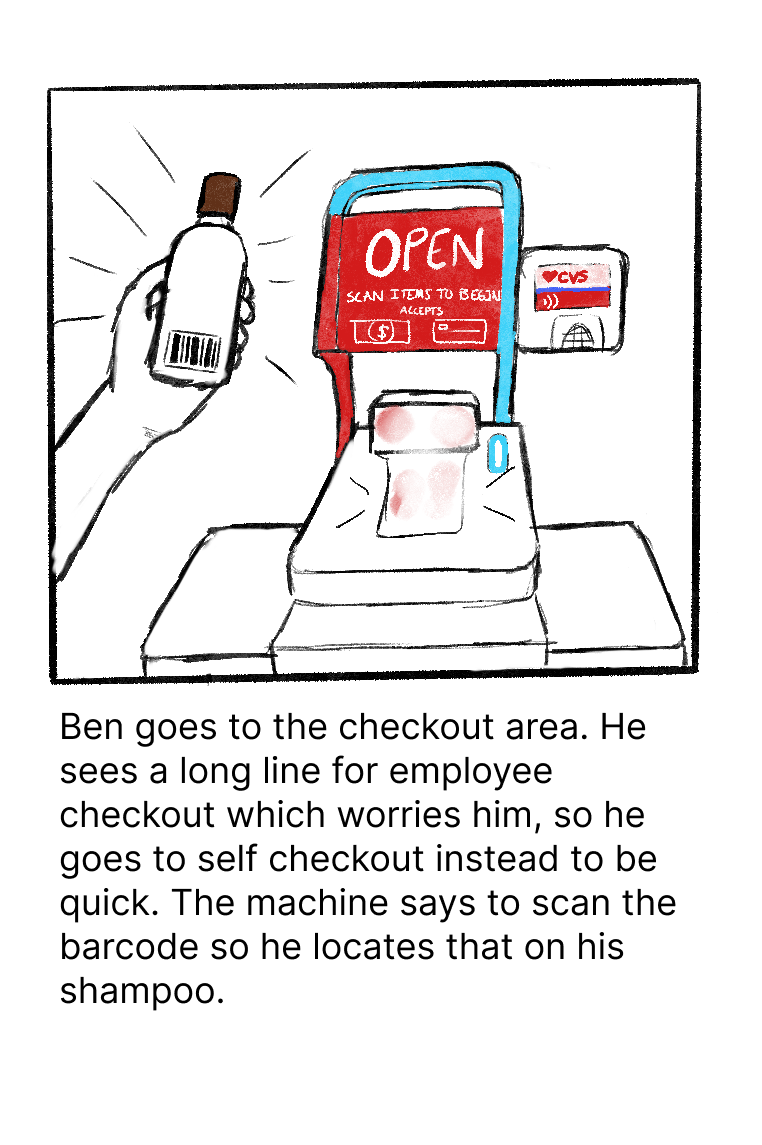 OPEN
SCAN ITEMS TO BEGIN
ACCEPTS
$
CVS
Ben goes to the checkout area. He
sees a long line for employee
checkout which worries him, so he
goes to self checkout instead to be
quick. The machine says to scan the
barcode so he locates that on his
shampoo.